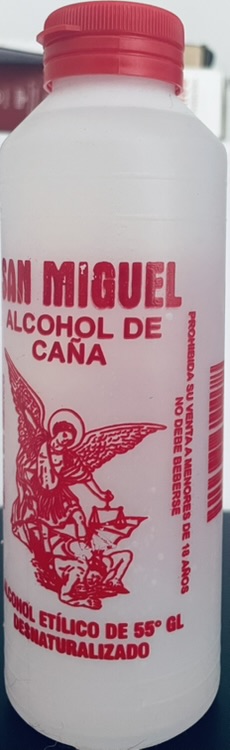 SAN MIGUEL
ALCOHOL DE
CAÑA
PROHIBIDA SU VENTA A MENORES DE 18 AÑOS
NO DEBE BEBERSE
ALCOHOL ETÍLICO DE 55° GL
DESNATURALIZADO